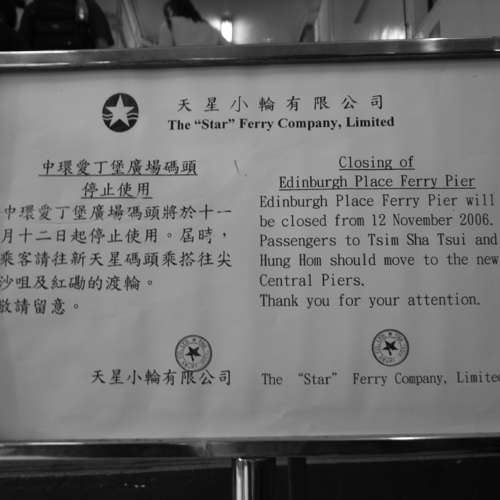 天星小輪有限公司
The “Star” Ferry Company, Limited
中環愛丁堡廣場碼頭
停止使用
中環愛丁堡廣場碼頭將於十一
月十二日起停止使用。屆時，
乘客請往新天星碼頭乘搭往尖
沙咀及紅磡的渡輪。
敬請留意。
天星小輪有限公司
Closing of
Edinburgh Place Ferry Pier
Edinburgh Place Ferry Pier will
be closed from 12 November 2006.
Passengers to Tsim Sha Tsui and
Hung Hom should move to the new
Central Piers.
Thank you for your attention.
The “Star” Ferry Company, Limited